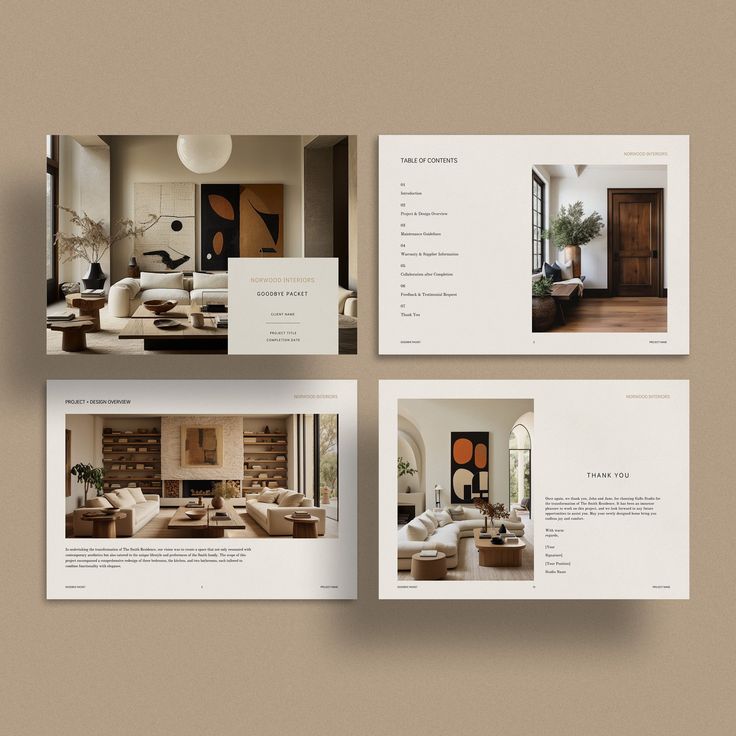 NORWOOD INTERIORS
GOODBYE PACKET
CLIENT NAME
PROJECT TITLE
COMPLETION DATE
NORWOOD INTERIORS
TABLE OF CONTENTS
01
Introduction
02
Project & Design Overview
03
Maintenance Guidelines
04
Warranty & Supplier Information
05
Collaboration after Completion
06
Feedback & Testimonial Request
07
Thank You
GOODBYE PACKET
PROJECT NAME
NORWOOD INTERIORS
PROJECT + DESIGN OVERVIEW
In undertaking the transformation of The Smith Residence, our vision was to create a space that not only resonated with
contemporary aesthetics but also catered to the unique lifestyle and preferences of the Smith family. The scope of this
project encompassed a comprehensive redesign of three bedrooms, the kitchen, and two bathrooms, each tailored to
combine functionality with elegance.
GOODBYE PACKET
PROJECT NAME
NORWOOD INTERIORS
THANK YOU
Once again, we thank you, John and Jane, for choosing Studio for
the transformation of The Smith Residence. It has been an immense
pleasure to work on this project, and we look forward to any future
opportunities to assist you. May your newly designed home bring you
endless joy and comfort.
With warm
regards,
[Your
Signature]
[Your Position]
Studio Name
GOODBYE PACKET
PROJECT NAME